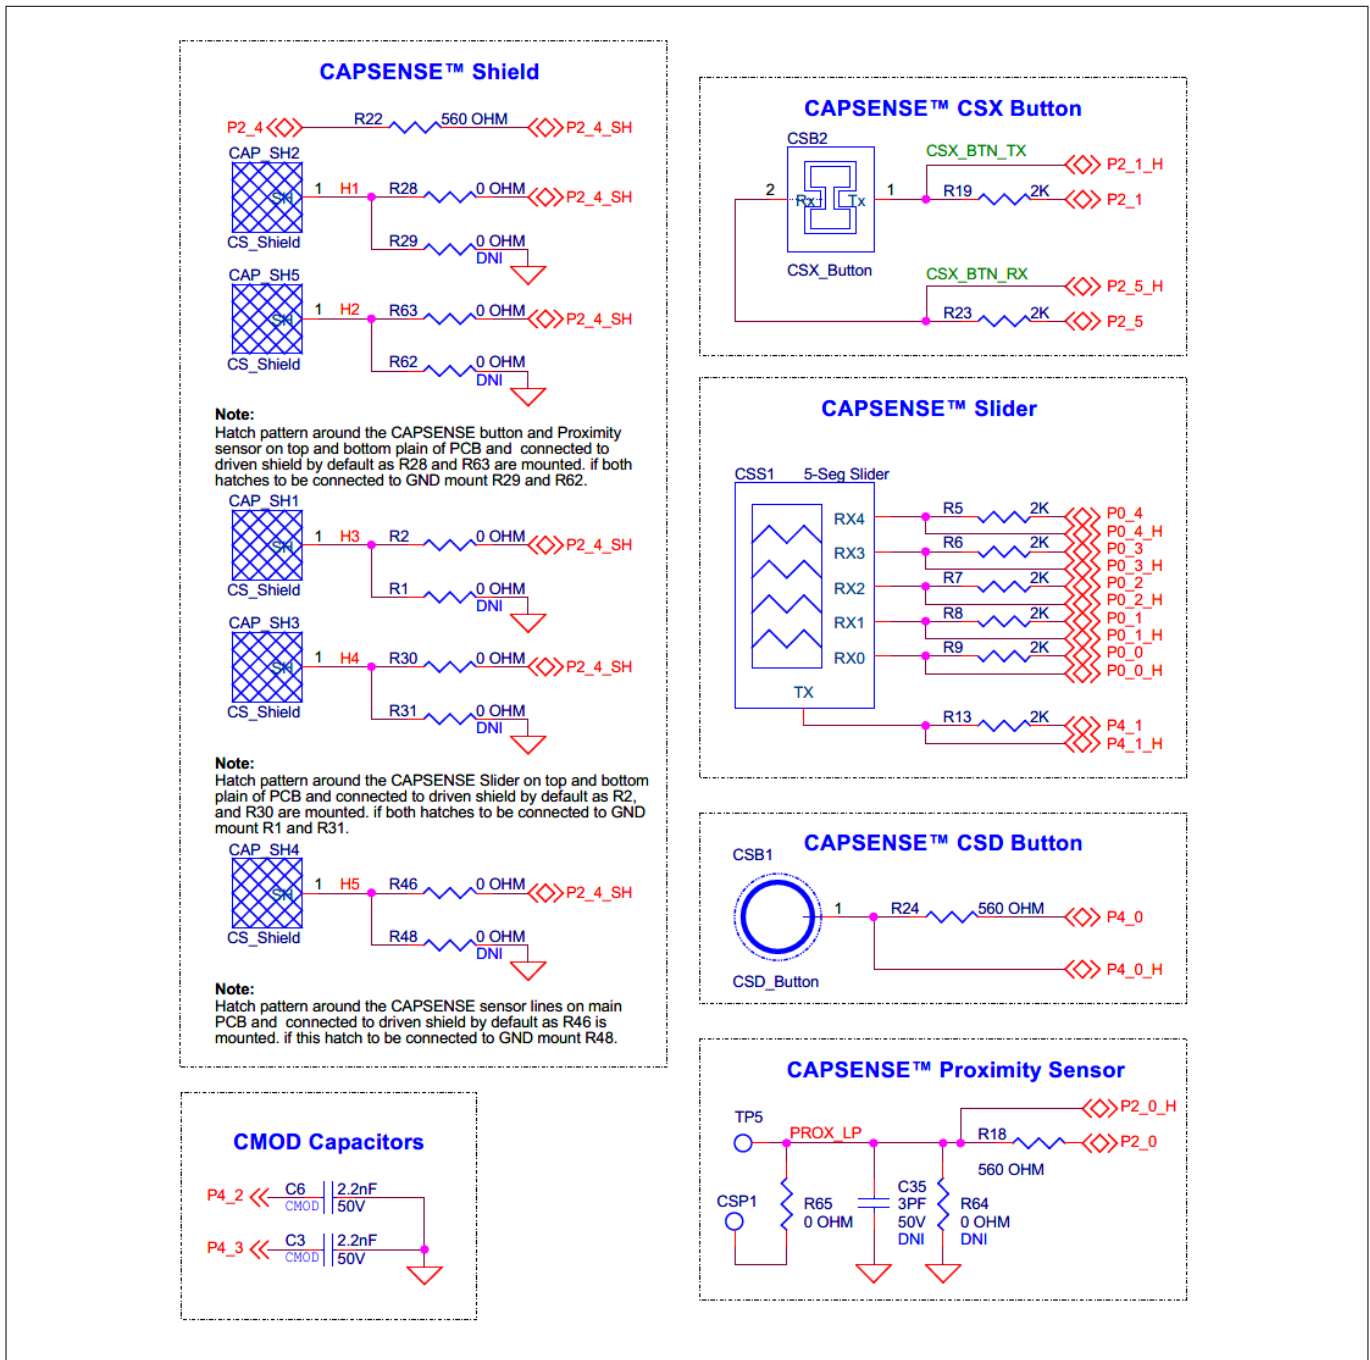 CAPSENSE™ Shield
P2_4 R22 560 OHM P2_4_SH
CAP_SH2
SH 1 H1 R28 0 OHM P2_4_SH
CS_Shield R29 0 OHM
DNI
CAP_SH5
SH 1 H2 R63 0 OHM P2_4_SH
CS_Shield R62 0 OHM
DNI
Note:
Hatch pattern around the CAPSENSE button and Proximity
sensor on top and bottom plain of PCB and connected to
driven shield by default as R28 and R63 are mounted. if both
hatches to be connected to GND mount R29 and R62.
CAP_SH1
SH 1 H3 R2 0 OHM P2_4_SH
CS_Shield R1 0 OHM
DNI
CAP_SH3
SH 1 H4 R30 0 OHM P2_4_SH
CS_Shield R31 0 OHM
DNI
Note:
Hatch pattern around the CAPSENSE Slider on top and bottom
plain of PCB and connected to driven shield by default as R2,
and R30 are mounted. if both hatches to be connected to GND
mount R1 and R31.
CAP_SH4
SH 1 H5 R46 0 OHM P2_4_SH
CS_Shield R48 0 OHM
DNI
Note:
Hatch pattern around the CAPSENSE sensor lines on main
PCB and connected to driven shield by default as R46 is
mounted. if this hatch to be connected to GND mount R48.
CMOD Capacitors
P4_2 C6 2.2nF
CMOD 50V
P4_3 C3 2.2nF
CMOD 50V
CAPSENSE™ CSX Button
CSB2
CSX_BTN_TX P2_1_H
2 Rx Tx 1 R19 2K P2_1
CSX_Button
CSX_BTN_RX P2_5_H
R23 2K P2_5
CAPSENSE™ Slider
CSS1 5-Seg Slider
RX4 R5 2K P0_4
P0_4_H
RX3 R6 2K P0_3
P0_3_H
RX2 R7 2K P0_2
P0_2_H
RX1 R8 2K P0_1
P0_1_H
RX0 R9 2K P0_0
P0_0_H
TX
R13 2K P4_1
P4_1_H
CAPSENSE™ CSD Button
CSB1
1 R24 560 OHM P4_0
P4_0_H
CSD_Button
CAPSENSE™ Proximity Sensor
P2_0_H
TP5
PROX_LP R18 P2_0
560 OHM
CSP1
R65
0 OHM
C35
3PF
50V
DNI
R64
0 OHM
DNI